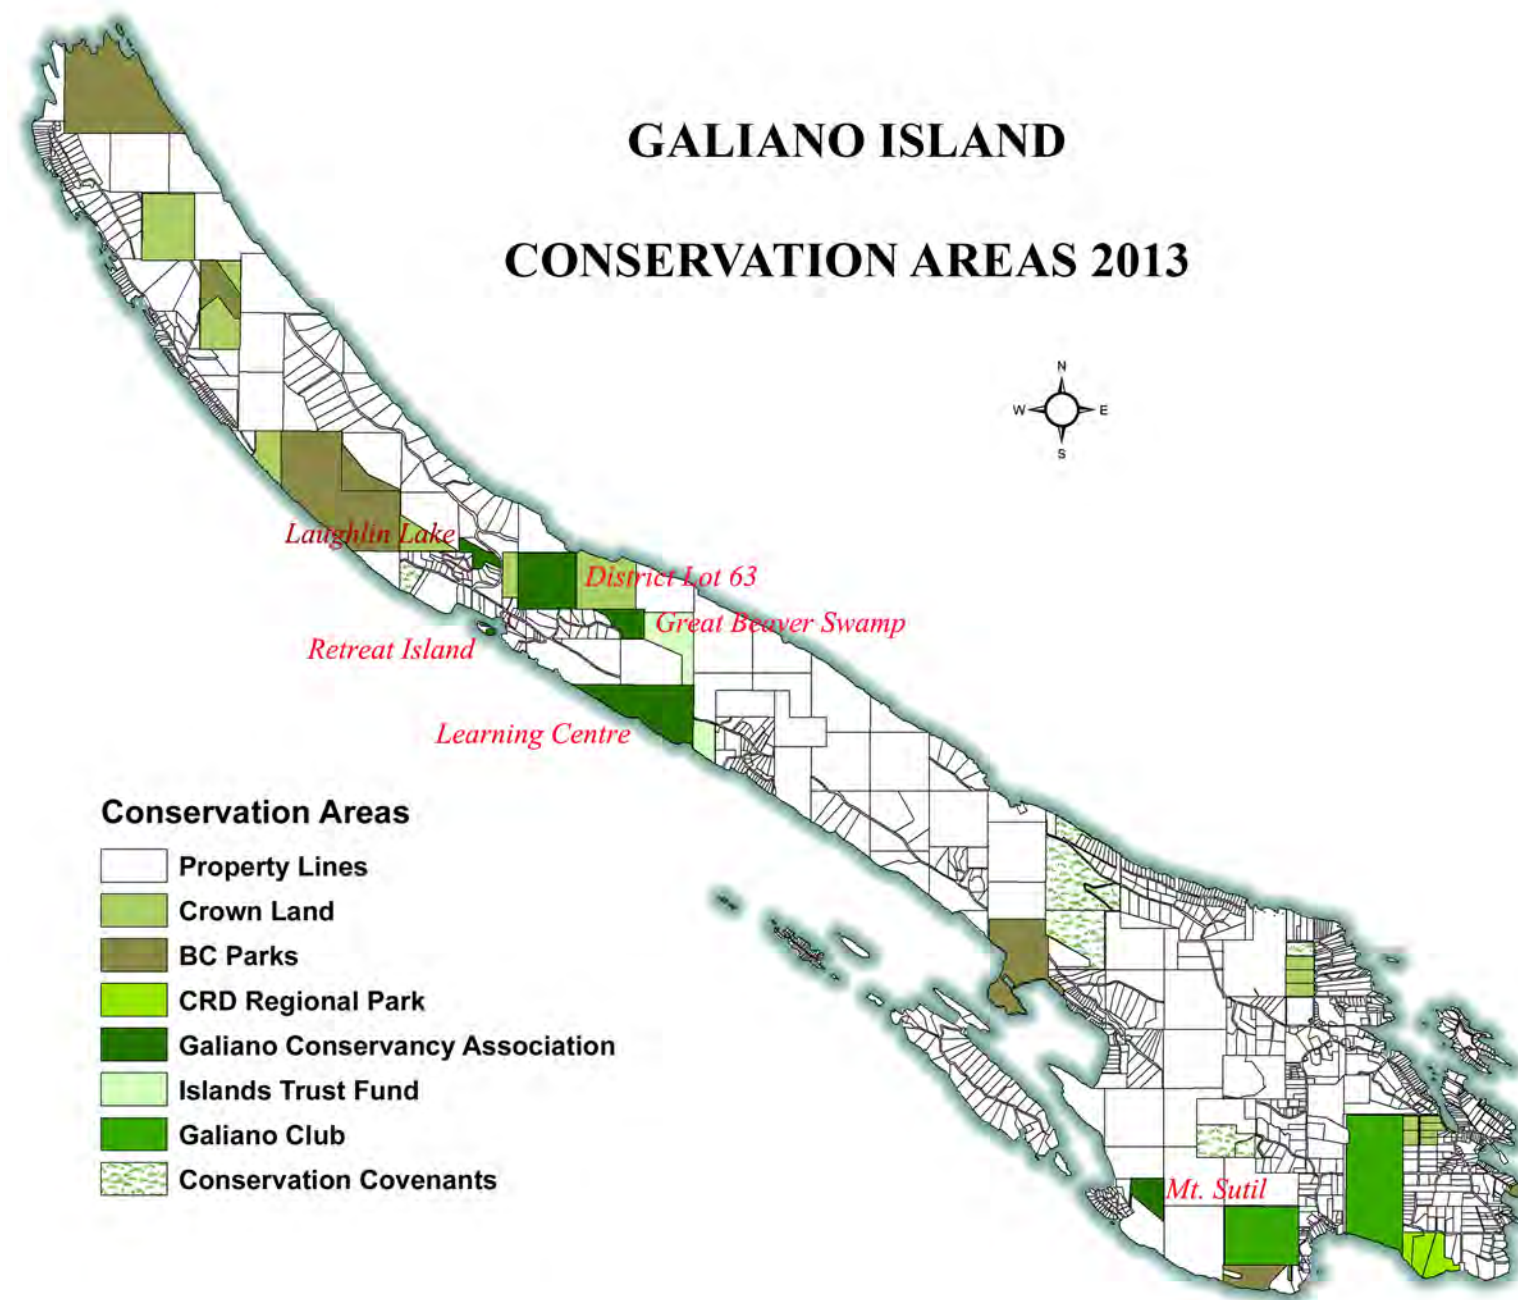 GALIANO ISLAND
CONSERVATION AREAS 2013
N
W E
S
Laughlin Lake
District Lot 63
Great Beaver Swamp
Retreat Island
Learning Centre
Mt. Sutil
Conservation Areas
Property Lines
Crown Land
BC Parks
CRD Regional Park
Galiano Conservancy Association
Islands Trust Fund
Galiano Club
Conservation Covenants